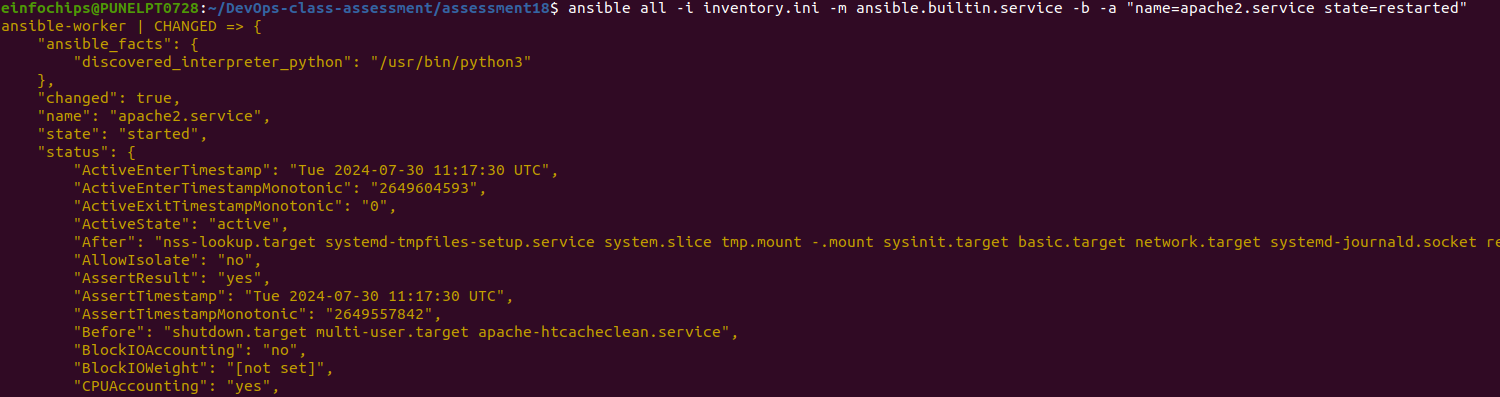 einfochips@PUNELPT0728:~/DevOps-class-assessment/assessment18$ ansible all -i inventory.ini -m ansible.builtin.service -b -a "name=apache2.service state=restarted"
ansible-worker | CHANGED => {
    "ansible_facts": {
        "discovered_interpreter_python": "/usr/bin/python3"
    },
    "changed": true,
    "name": "apache2.service",
    "state": "started",
    "status": {
        "ActiveEnterTimestamp": "Tue 2024-07-30 11:17:30 UTC",
        "ActiveEnterTimestampMonotonic": "2649604593",
        "ActiveExitTimestampMonotonic": "0",
        "ActiveState": "active",
        "After": "nss-lookup.target systemd-tmpfiles-setup.service system.slice tmp.mount -.mount sysinit.target basic.target network.target systemd-journald.socket re
        "AllowIsolate": "no",
        "AssertResult": "yes",
        "AssertTimestamp": "Tue 2024-07-30 11:17:30 UTC",
        "AssertTimestampMonotonic": "2649557842",
        "Before": "shutdown.target multi-user.target apache-htcacheclean.service",
        "BlockIOAccounting": "no",
        "BlockIOWeight": "[not set]",
        "CPUAccounting": "yes",